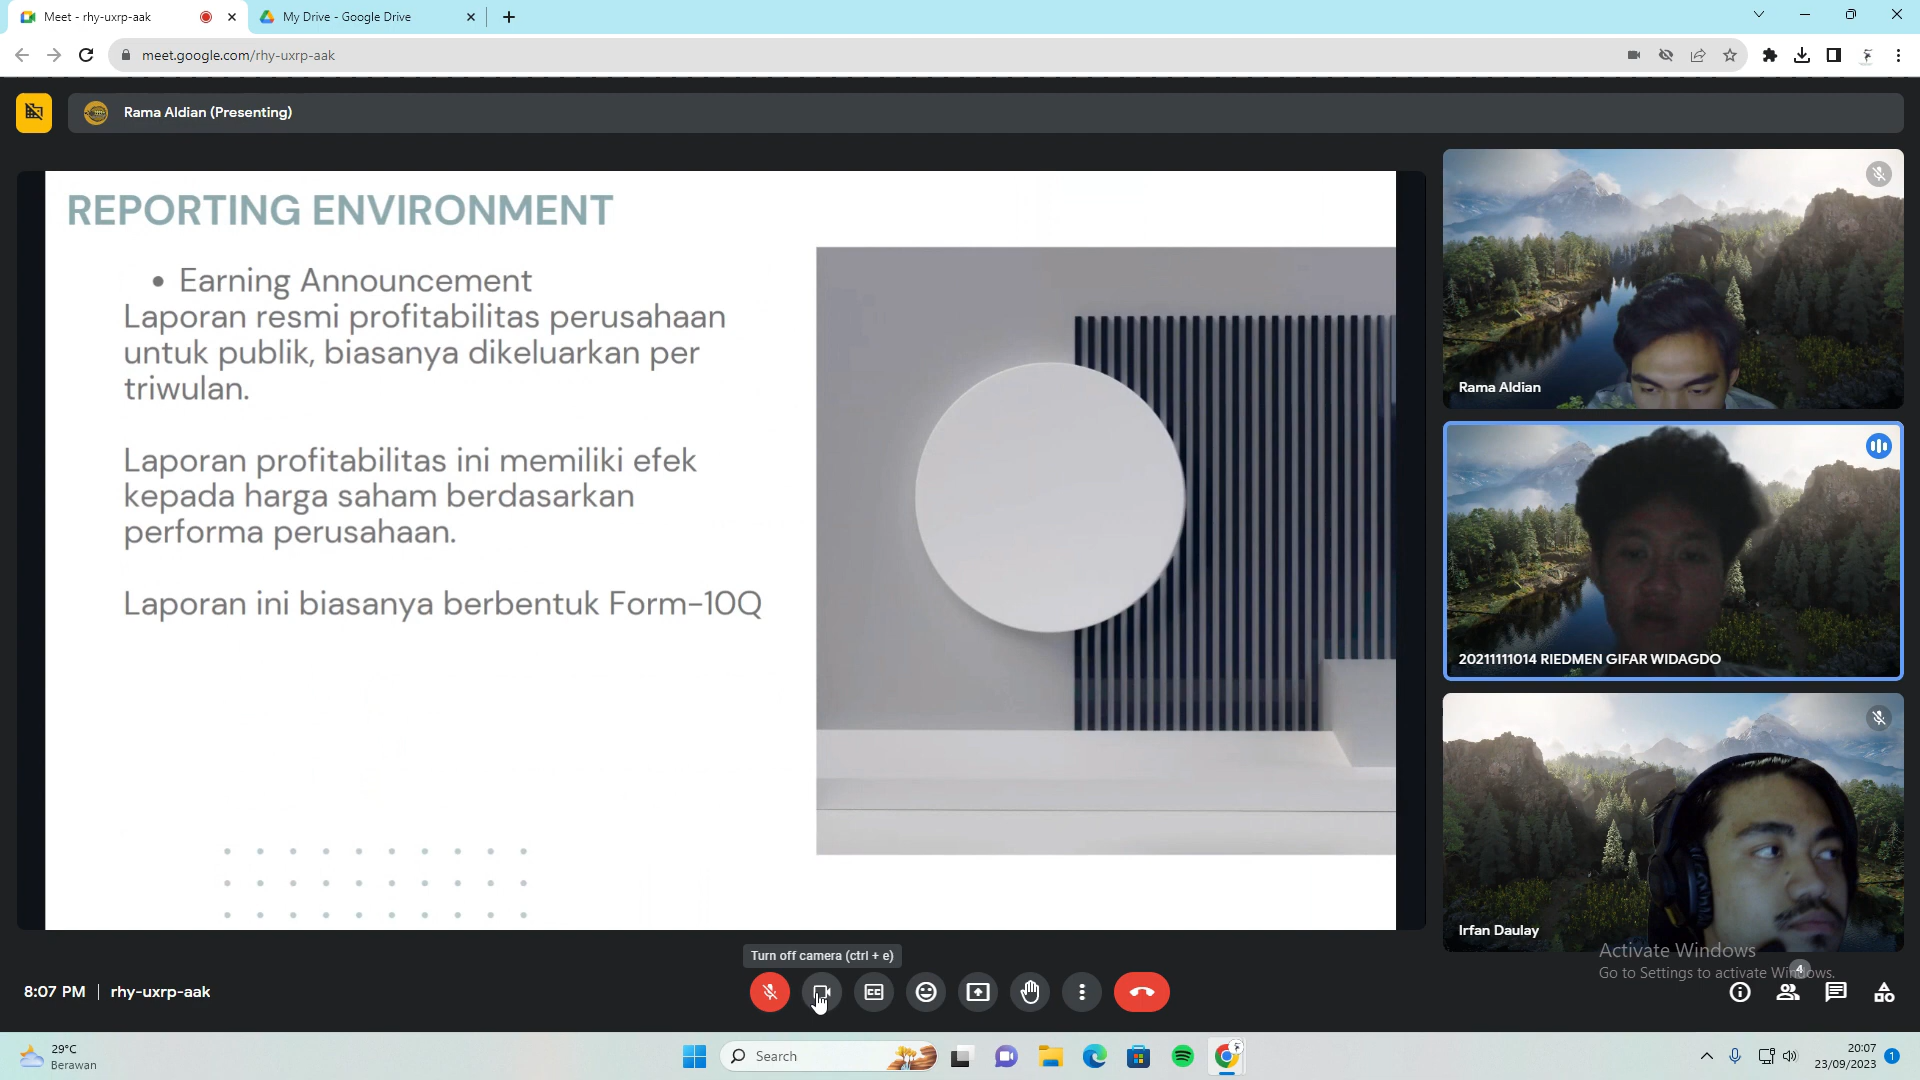 Meet - rhy-uxrp-aak
My Drive - Google Drive
meet.google.com/rhy-uxrp-aak
Rama Aldian (Presenting)
REPORTING ENVIRONMENT
• Earning Announcement
Laporan resmi profitabilitas perusahaan
untuk publik, biasanya dikeluarkan per
triwulan.
Laporan profitabilitas ini memiliki efek
kepada harga saham berdasarkan
performa perusahaan.
Laporan ini biasanya berbentuk Form-10Q
Rama Aldian
20211111014 RIEDMEN GIFAR WIDAGDO
Irfan Daulay
Activate Windows
Go to Settings to activate Windows.
4
Turn off camera (ctrl + e)
8:07 PM | rhy-uxrp-aak
CC
29°C
Berawan
Search
20:07
23/09/2023
1